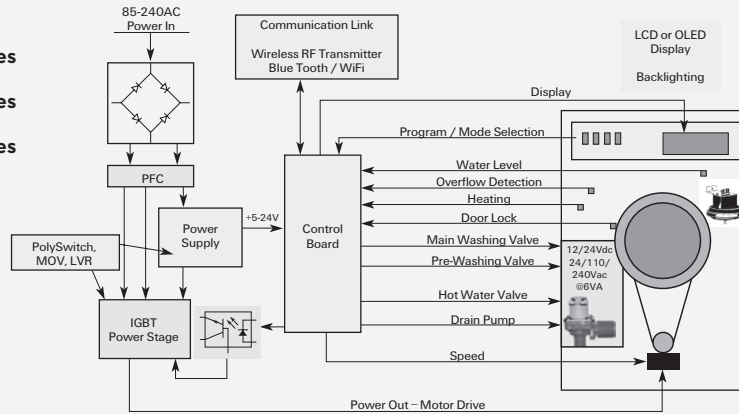 85-240AC
Power In
es
es
es
Communication Link
Wireless RF Transmitter
Blue Tooth / WiFi
LCD or OLED
Display
Backlighting
Display
Program / Mode Selection
PFC
Water Level
Overflow Detection
Heating
Door Lock
Power
Supply
+5-24V
Control
Board
PolySwitch,
MOV, LVR
Main Washing Valve
Pre-Washing Valve
Hot Water Valve
Drain Pump
12/24Vdc
24/110/
240Vac
@6VA
IGBT
Power Stage
Speed
Power Out – Motor Drive